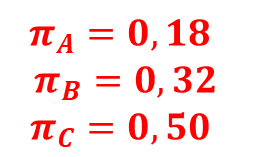 π_A = 0,18
π_B = 0,32
π_C = 0,50